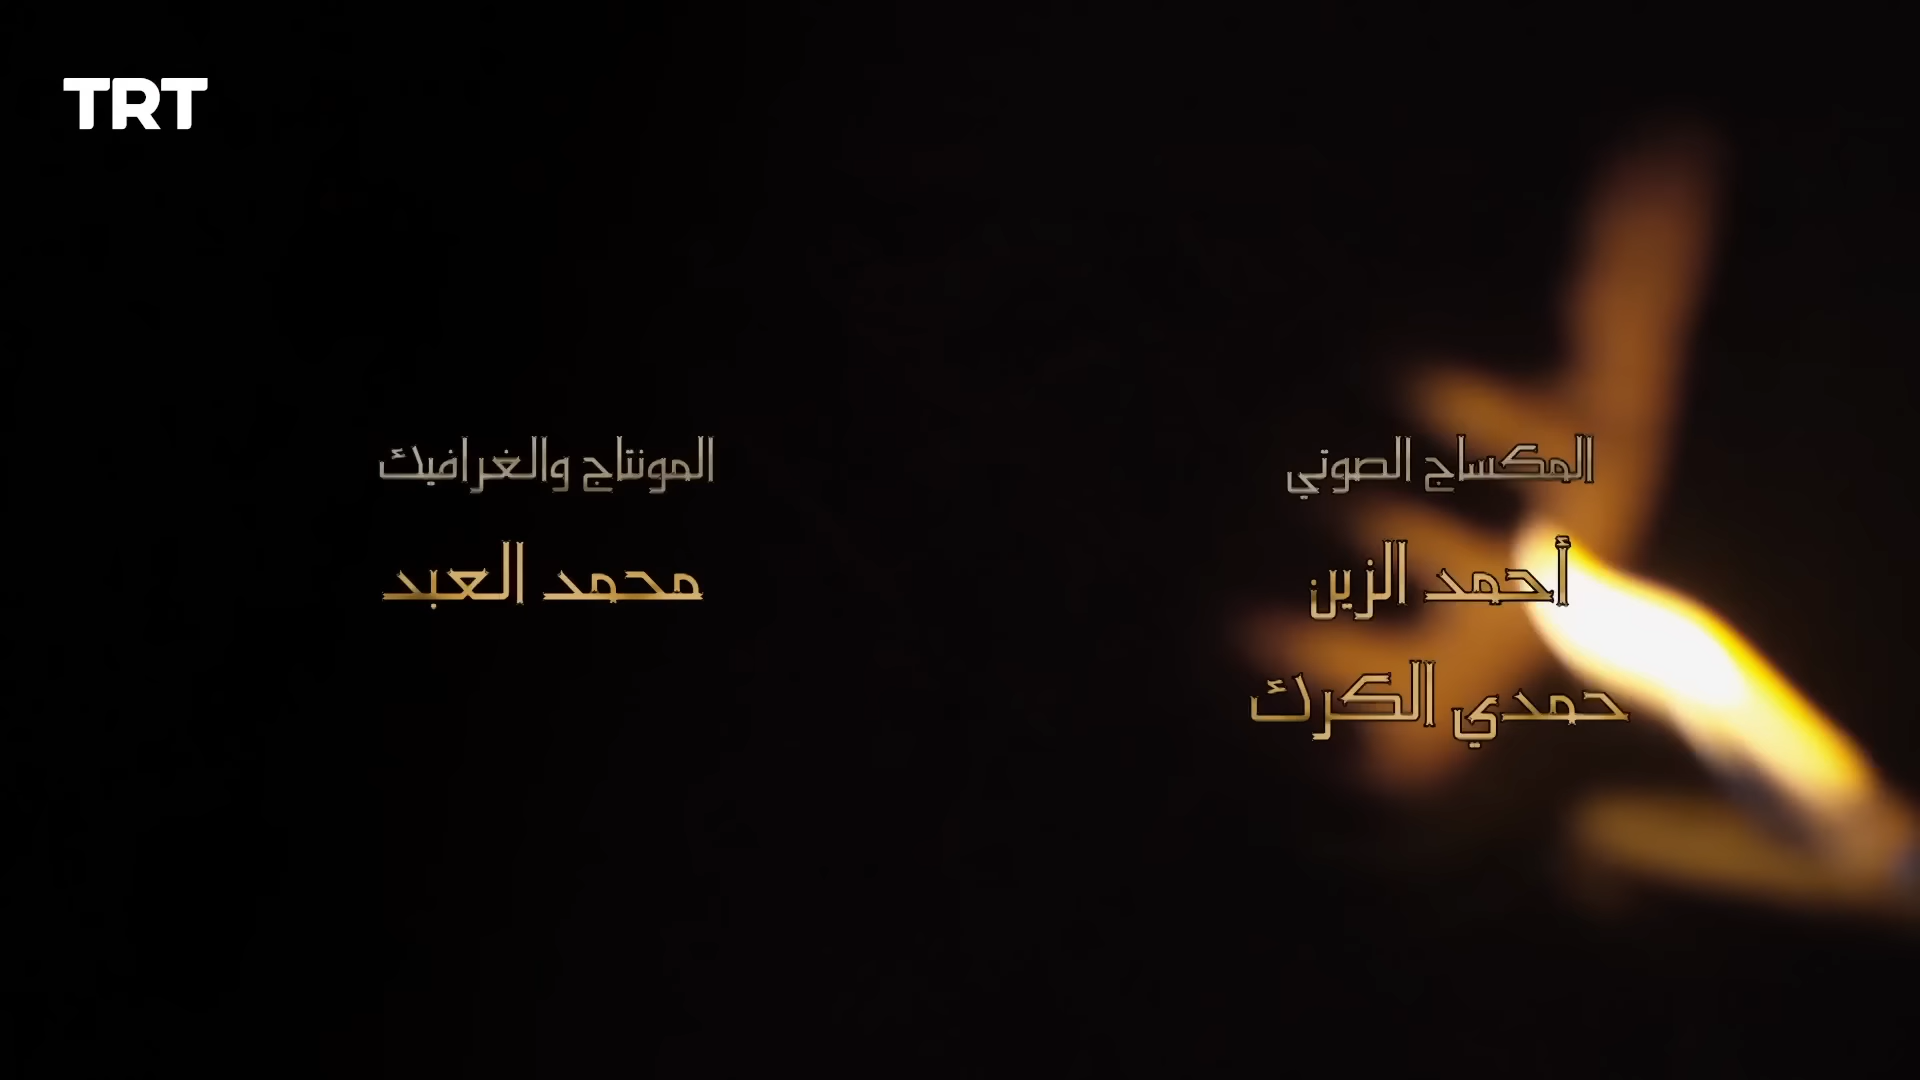 TRT
المكساج الصوتي
أحمد الزين
حمدي الكرك
المونتاج والغرافيك
محمد العبد